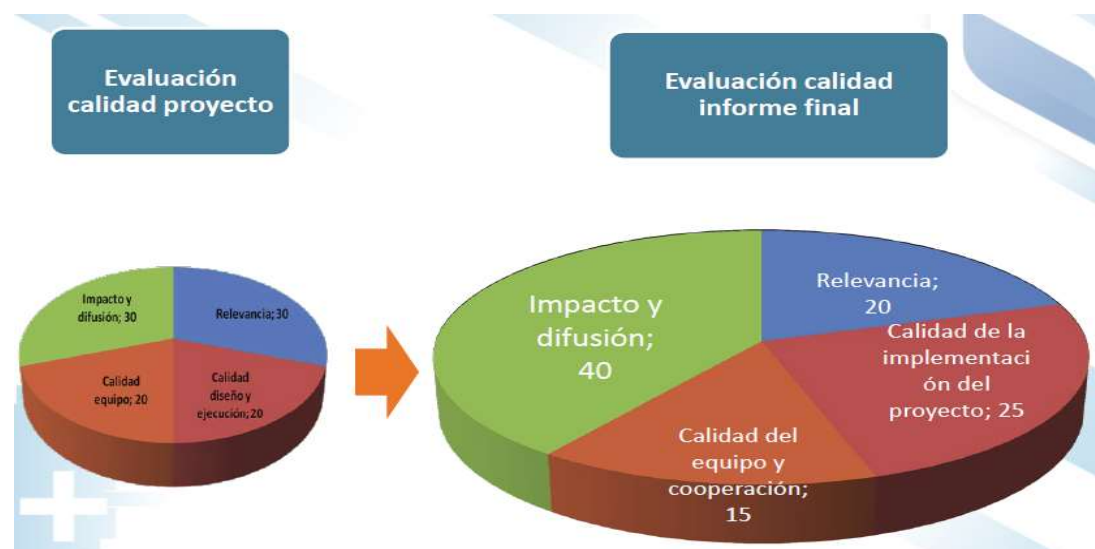 Evaluación
calidad proyecto
Evaluación calidad
informe final
Impacto y
difusión; 30
Relevancia; 30
Calidad
equipo; 20
Calidad
diseño y
ejecución; 20
Impacto y
difusión;
40
Relevancia;
20
Calidad de la
implementaci
ón del
proyecto; 25
Calidad del
equipo y
cooperación;
15